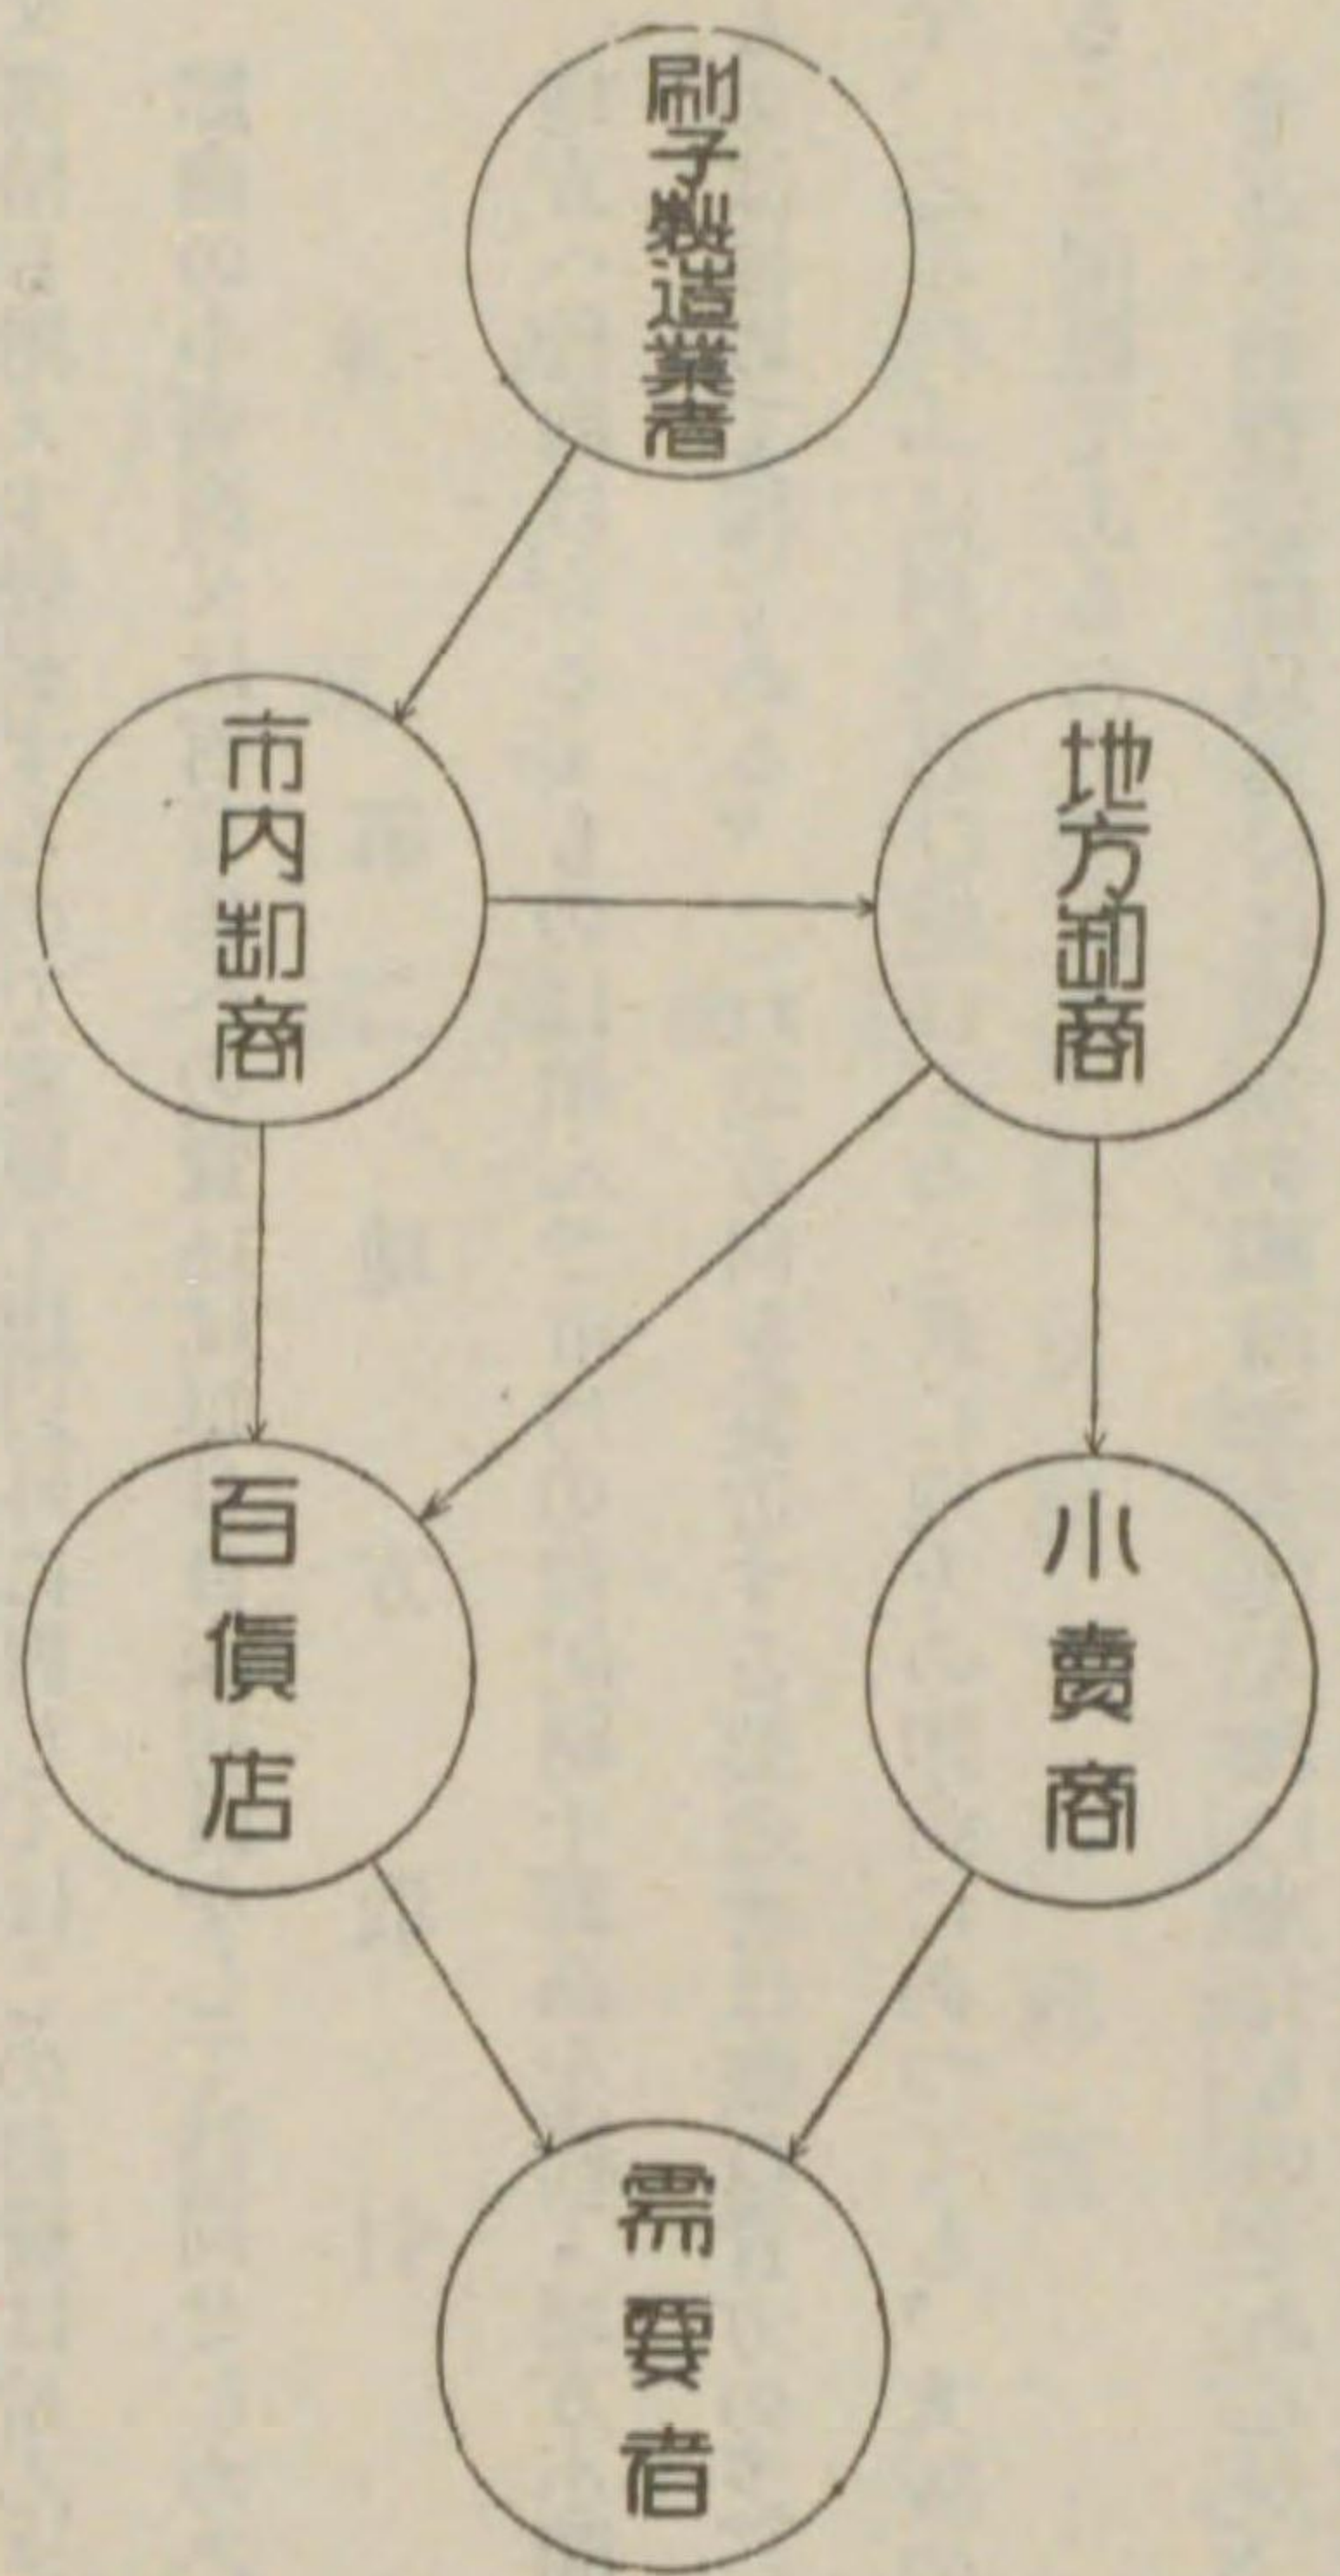 刷子製造業者
地方卸商
市内卸商
小賣商
百貨店
需要者